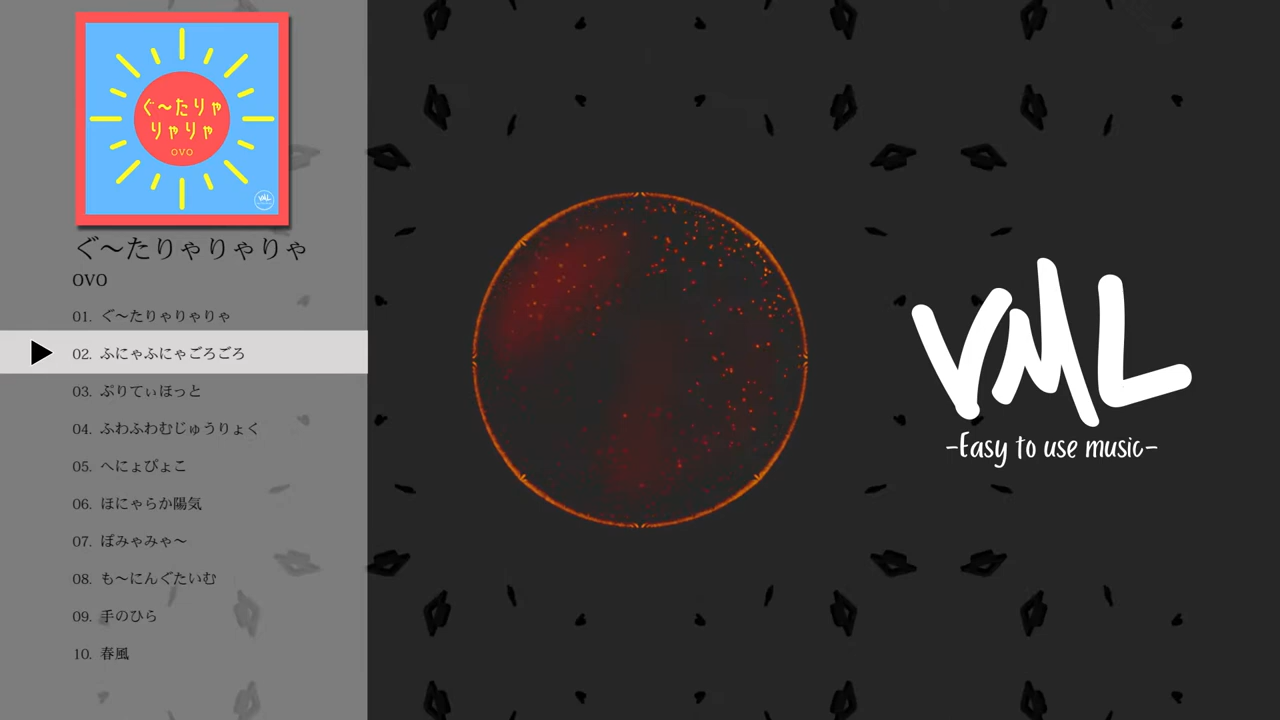 ぐ〜たりゃ
りゃりゃ
OVO
VML
ぐ〜たりゃりゃりゃ
OVO
01. ぐ〜たりゃりゃりゃ
02. ふにゃふにゃごろごろ
03. ぷりてぃほっと
04. ふわふわむじゅうりょく
05. へにょぴょこ
06. ほにゃらか陽気
07. ぽみゃみゃ〜
08. も〜にんぐたいむ
09. 手のひら
10. 春風
VML
-Easy to use music-